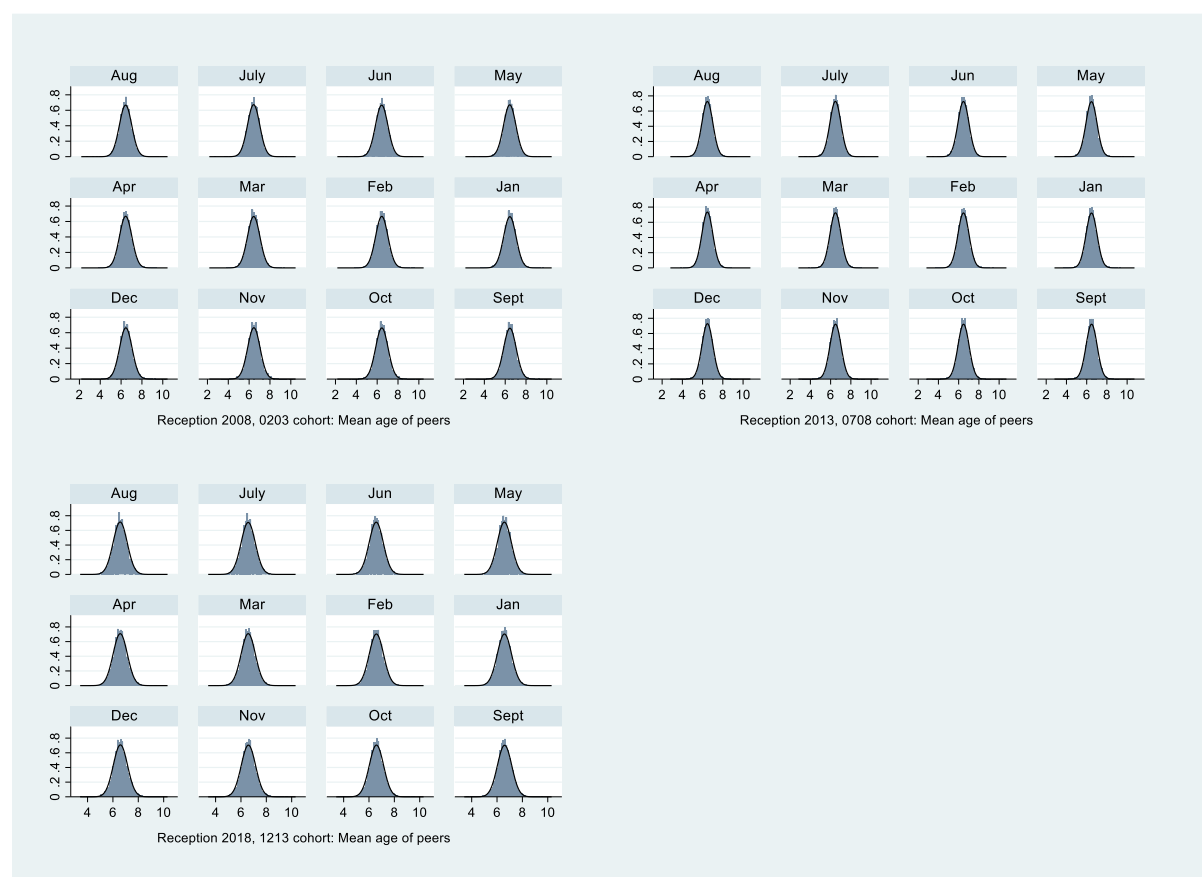 Aug July Jun May
0 .2 .4 .6 .8
Apr Mar Feb Jan
0 .2 .4 .6 .8
Dec Nov Oct Sept
0 .2 .4 .6 .8
2 4 6 8 10 2 4 6 8 10 2 4 6 8 10 2 4 6 8 10
Reception 2008, 0203 cohort: Mean age of peers
Aug July Jun May
0 .2 .4 .6 .8
Apr Mar Feb Jan
0 .2 .4 .6 .8
Dec Nov Oct Sept
0 .2 .4 .6 .8
2 4 6 8 10 2 4 6 8 10 2 4 6 8 10 2 4 6 8 10
Reception 2013, 0708 cohort: Mean age of peers
Aug July Jun May
0 .2 .4 .6 .8
Apr Mar Feb Jan
0 .2 .4 .6 .8
Dec Nov Oct Sept
0 .2 .4 .6 .8
4 6 8 10 4 6 8 10 4 6 8 10 4 6 8 10
Reception 2018, 1213 cohort: Mean age of peers